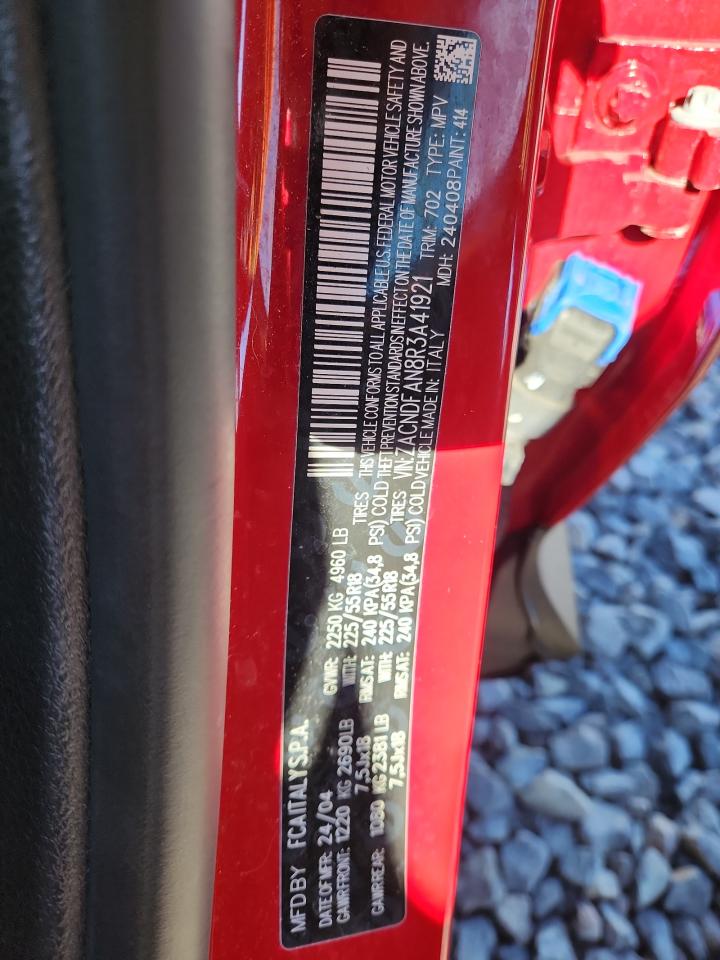 MFD BY FCA ITALY S.P.A.
DATE OF MFR: 24/04 GVWR: 2250 KG 4960 LB
GAWR FRONT: 1220 KG 2690 LB WITH: 225/55 R18 TIRES THIS VEHICLE CONFORMS TO ALL APPLICABLE U.S. FEDERAL MOTOR VEHICLE SAFETY AND
7,5Jx18 RIMS AT: 240 KPA(34,8 PSI) COLD THEFT PREVENTION STANDARDS IN EFFECT ON THE DATE OF MANUFACTURE SHOWN ABOVE.
GAWR REAR: 1080 KG 2381 LB WITH: 225/55 R18 TIRES VIN: ZACNDFAN8R3A41921 TRIM: 702 TYPE: MPV
7,5Jx18 RIMS AT: 240 KPA(34,8 PSI) COLD VEHICLE MADE IN: ITALY MDH: 240408 PAINT: 414